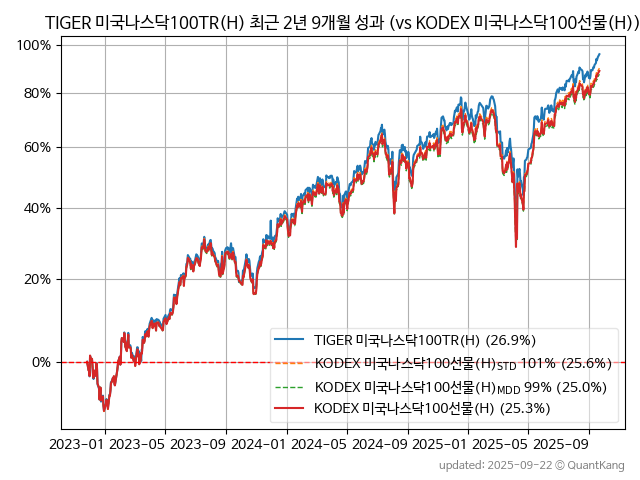 TIGER 미국나스닥100TR(H) 최근 2년 9개월 성과 (vs KODEX 미국나스닥100선물(H))
100%
80%
60%
40%
20%
0%
TIGER 미국나스닥100TR(H) (26.9%)
KODEX 미국나스닥100선물(H)STD 101% (25.6%)
KODEX 미국나스닥100선물(H)MDD 99% (25.0%)
KODEX 미국나스닥100선물(H) (25.3%)
2023-01 2023-05 2023-09 2024-01 2024-05 2024-09 2025-01 2025-05 2025-09
updated: 2025-09-22 © QuantKang